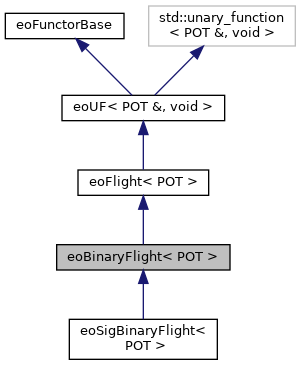 eoFunctorBase
std::unary_function
< POT &, void >
eoUF< POT &, void >
eoFlight< POT >
eoBinaryFlight< POT >
eoSigBinaryFlight<
POT >